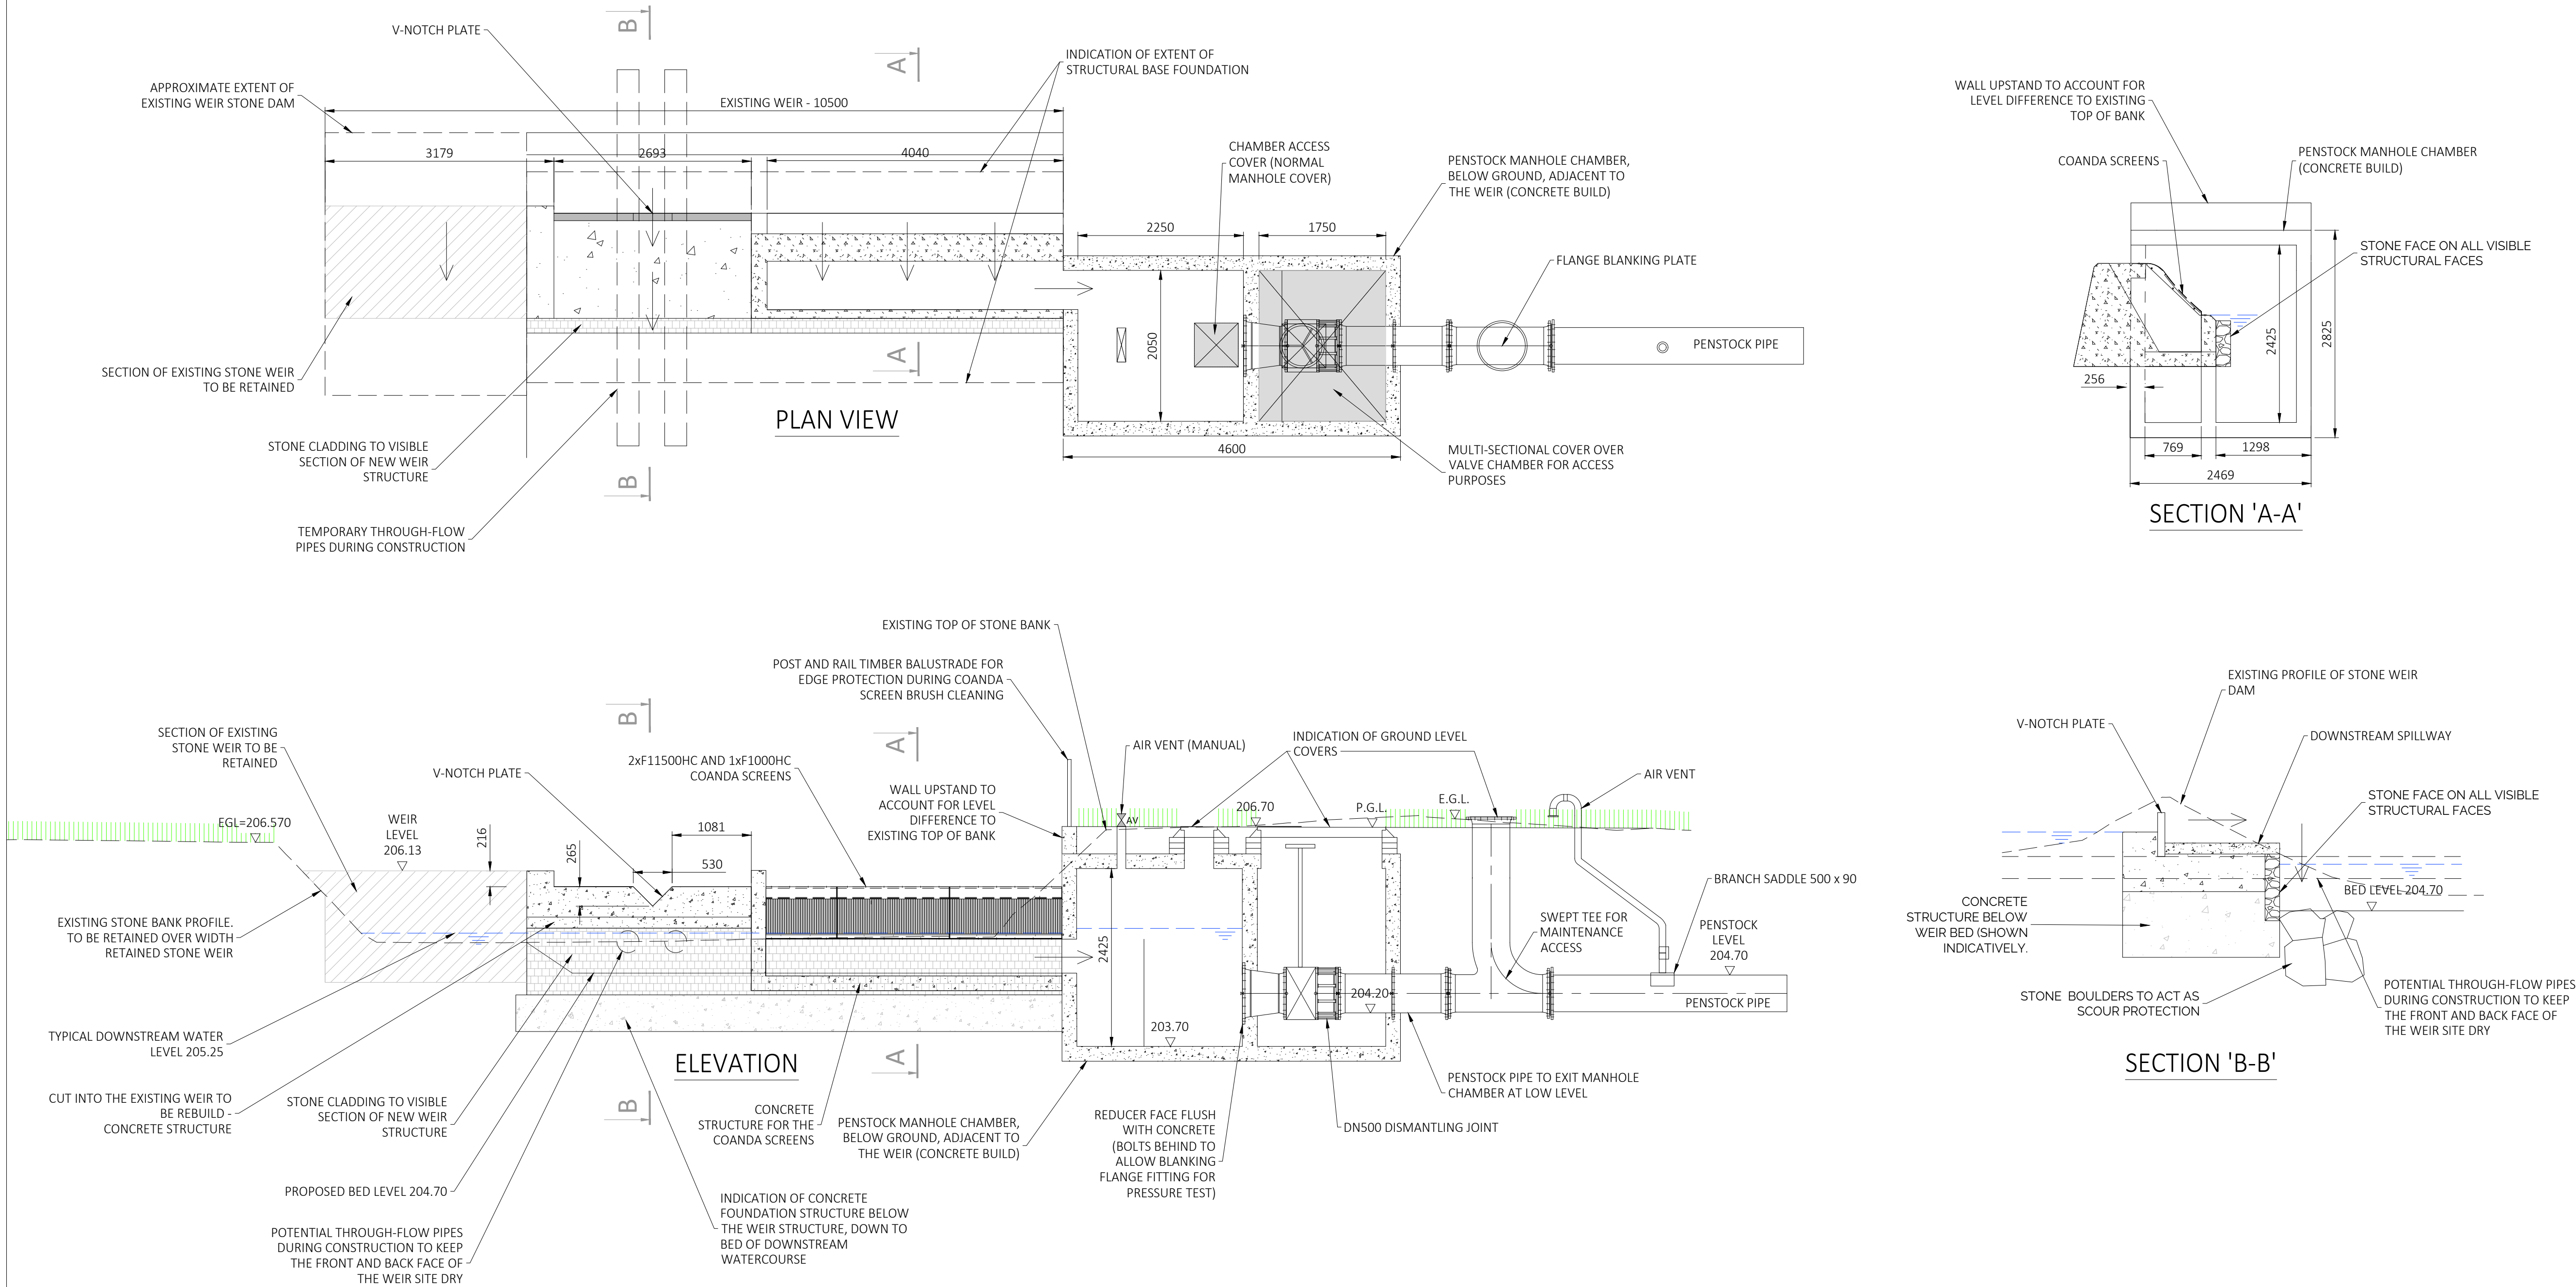 B
B
A
A
V-NOTCH PLATE
APPROXIMATE EXTENT OF
EXISTING WEIR STONE DAM
INDICATION OF EXTENT OF
STRUCTURAL BASE FOUNDATION
EXISTING WEIR - 10500
3179
2693
4040
CHAMBER ACCESS
COVER (NORMAL
MANHOLE COVER)
PENSTOCK MANHOLE CHAMBER,
BELOW GROUND, ADJACENT TO
THE WEIR (CONCRETE BUILD)
2250
1750
FLANGE BLANKING PLATE
2050
PENSTOCK PIPE
SECTION OF EXISTING STONE WEIR
TO BE RETAINED
STONE CLADDING TO VISIBLE
SECTION OF NEW WEIR
STRUCTURE
TEMPORARY THROUGH-FLOW
PIPES DURING CONSTRUCTION
4600
MULTI-SECTIONAL COVER OVER
VALVE CHAMBER FOR ACCESS
PURPOSES
PLAN VIEW
WALL UPSTAND TO ACCOUNT FOR
LEVEL DIFFERENCE TO EXISTING
TOP OF BANK
COANDA SCREENS
PENSTOCK MANHOLE CHAMBER
(CONCRETE BUILD)
STONE FACE ON ALL VISIBLE
STRUCTURAL FACES
2425
2825
256
769
1298
2469
SECTION 'A-A'
EXISTING TOP OF STONE BANK
POST AND RAIL TIMBER BALUSTRADE FOR
EDGE PROTECTION DURING COANDA
SCREEN BRUSH CLEANING
B
B
A
A
SECTION OF EXISTING
STONE WEIR TO BE
RETAINED
V-NOTCH PLATE
2xF11500HC AND 1xF1000HC
COANDA SCREENS
WALL UPSTAND TO
ACCOUNT FOR LEVEL
DIFFERENCE TO
EXISTING TOP OF BANK
AIR VENT (MANUAL)
INDICATION OF GROUND LEVEL
COVERS
AIR VENT
EGL=206.570
WEIR
LEVEL
206.13
216
265
1081
530
AV
206.70
P.G.L.
E.G.L.
BRANCH SADDLE 500 x 90
SWEPT TEE FOR
MAINTENANCE
ACCESS
PENSTOCK
LEVEL
204.70
PENSTOCK PIPE
2425
204.20
203.70
EXISTING STONE BANK PROFILE.
TO BE RETAINED OVER WIDTH
RETAINED STONE WEIR
TYPICAL DOWNSTREAM WATER
LEVEL 205.25
CUT INTO THE EXISTING WEIR TO
BE REBUILD -
CONCRETE STRUCTURE
STONE CLADDING TO VISIBLE
SECTION OF NEW WEIR
STRUCTURE
PROPOSED BED LEVEL 204.70
POTENTIAL THROUGH-FLOW PIPES
DURING CONSTRUCTION TO KEEP
THE FRONT AND BACK FACE OF
THE WEIR SITE DRY
ELEVATION
CONCRETE
STRUCTURE FOR THE
COANDA SCREENS
INDICATION OF CONCRETE
FOUNDATION STRUCTURE BELOW
THE WEIR STRUCTURE, DOWN TO
BED OF DOWNSTREAM
WATERCOURSE
PENSTOCK MANHOLE CHAMBER,
BELOW GROUND, ADJACENT TO
THE WEIR (CONCRETE BUILD)
REDUCER FACE FLUSH
WITH CONCRETE
(BOLTS BEHIND TO
ALLOW BLANKING
FLANGE FITTING FOR
PRESSURE TEST)
DN500 DISMANTLING JOINT
PENSTOCK PIPE TO EXIT MANHOLE
CHAMBER AT LOW LEVEL
EXISTING PROFILE OF STONE WEIR
DAM
V-NOTCH PLATE
DOWNSTREAM SPILLWAY
STONE FACE ON ALL VISIBLE
STRUCTURAL FACES
BED LEVEL 204.70
CONCRETE
STRUCTURE BELOW
WEIR BED (SHOWN
INDICATIVELY.
STONE BOULDERS TO ACT AS
SCOUR PROTECTION
POTENTIAL THROUGH-FLOW PIPES
DURING CONSTRUCTION TO KEEP
THE FRONT AND BACK FACE OF
THE WEIR SITE DRY
SECTION 'B-B'